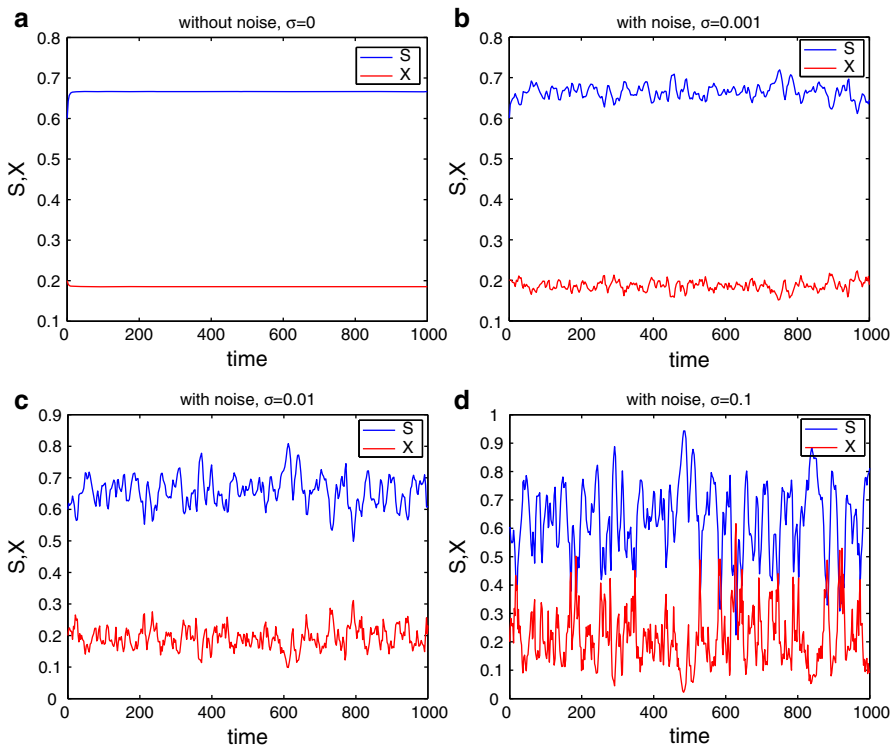 a
without noise, σ=0
0.8
0.7
0.6
0.5
0.4
0.3
0.2
0.1
S,X
S
X
0
200
400
600
800
1000
time
b
with noise, σ=0.001
0.8
0.7
0.6
0.5
0.4
0.3
0.2
0.1
S
X
0
200
400
600
800
1000
time
c
with noise, σ=0.01
0.9
0.8
0.7
0.6
0.5
0.4
0.3
0.2
0.1
0
S,X
S
X
0
200
400
600
800
1000
time
d
with noise, σ=0.1
1
0.9
0.8
0.7
0.6
0.5
0.4
0.3
0.2
0.1
0
S
X
0
200
400
600
800
1000
time